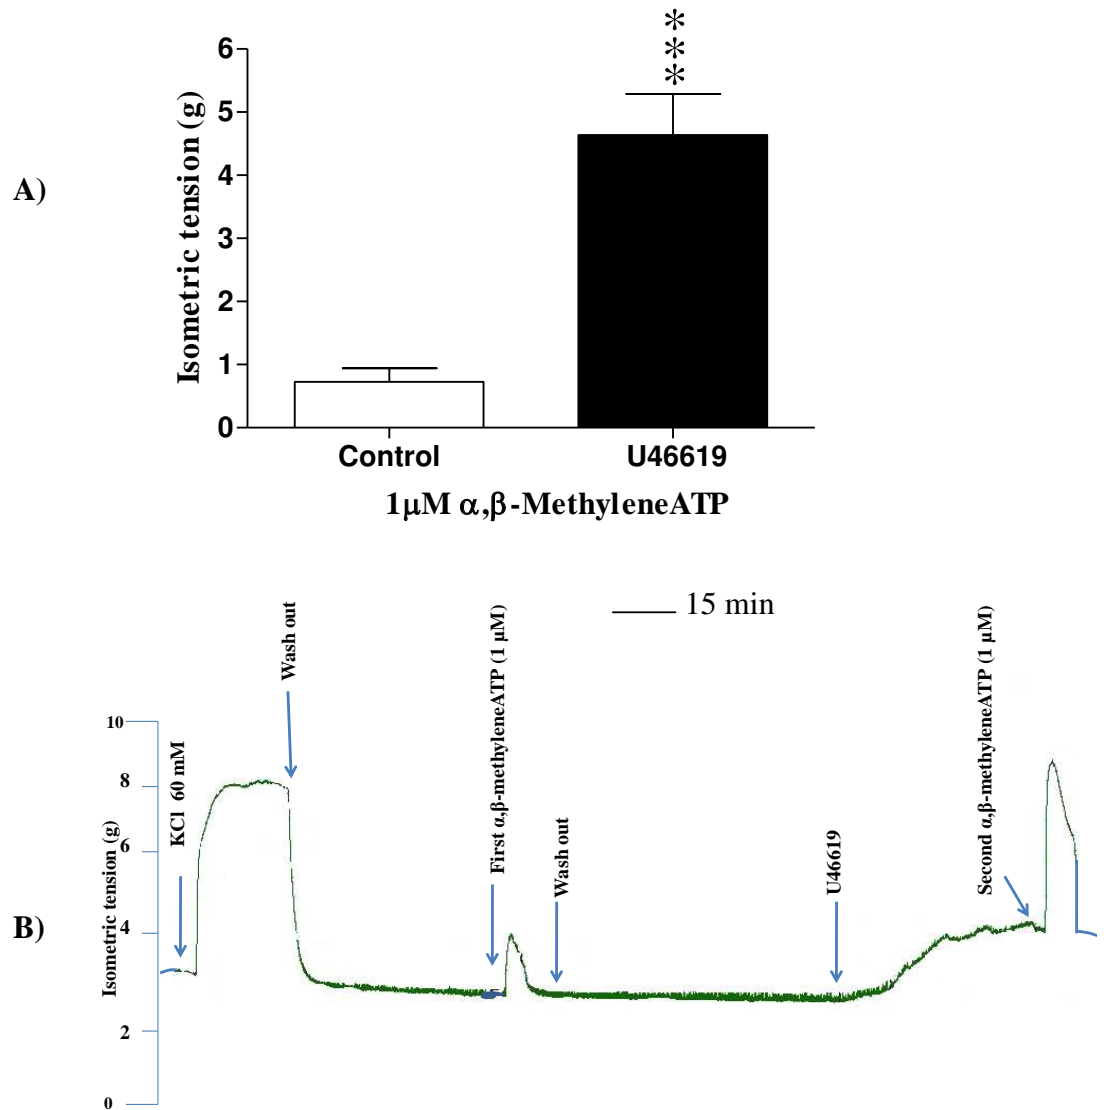 A)
Isometric tension (g)
6
5
4
3
2
1
0
***
Control
U46619
1μM α,β-MethyleneATP
B)
15 min
Isometric tension (g)
10
8
6
4
2
0
KCl 60 mM
Wash out
First α,β-methyleneATP (1 μM)
Wash out
U46619
Second α,β-methyleneATP (1 μM)